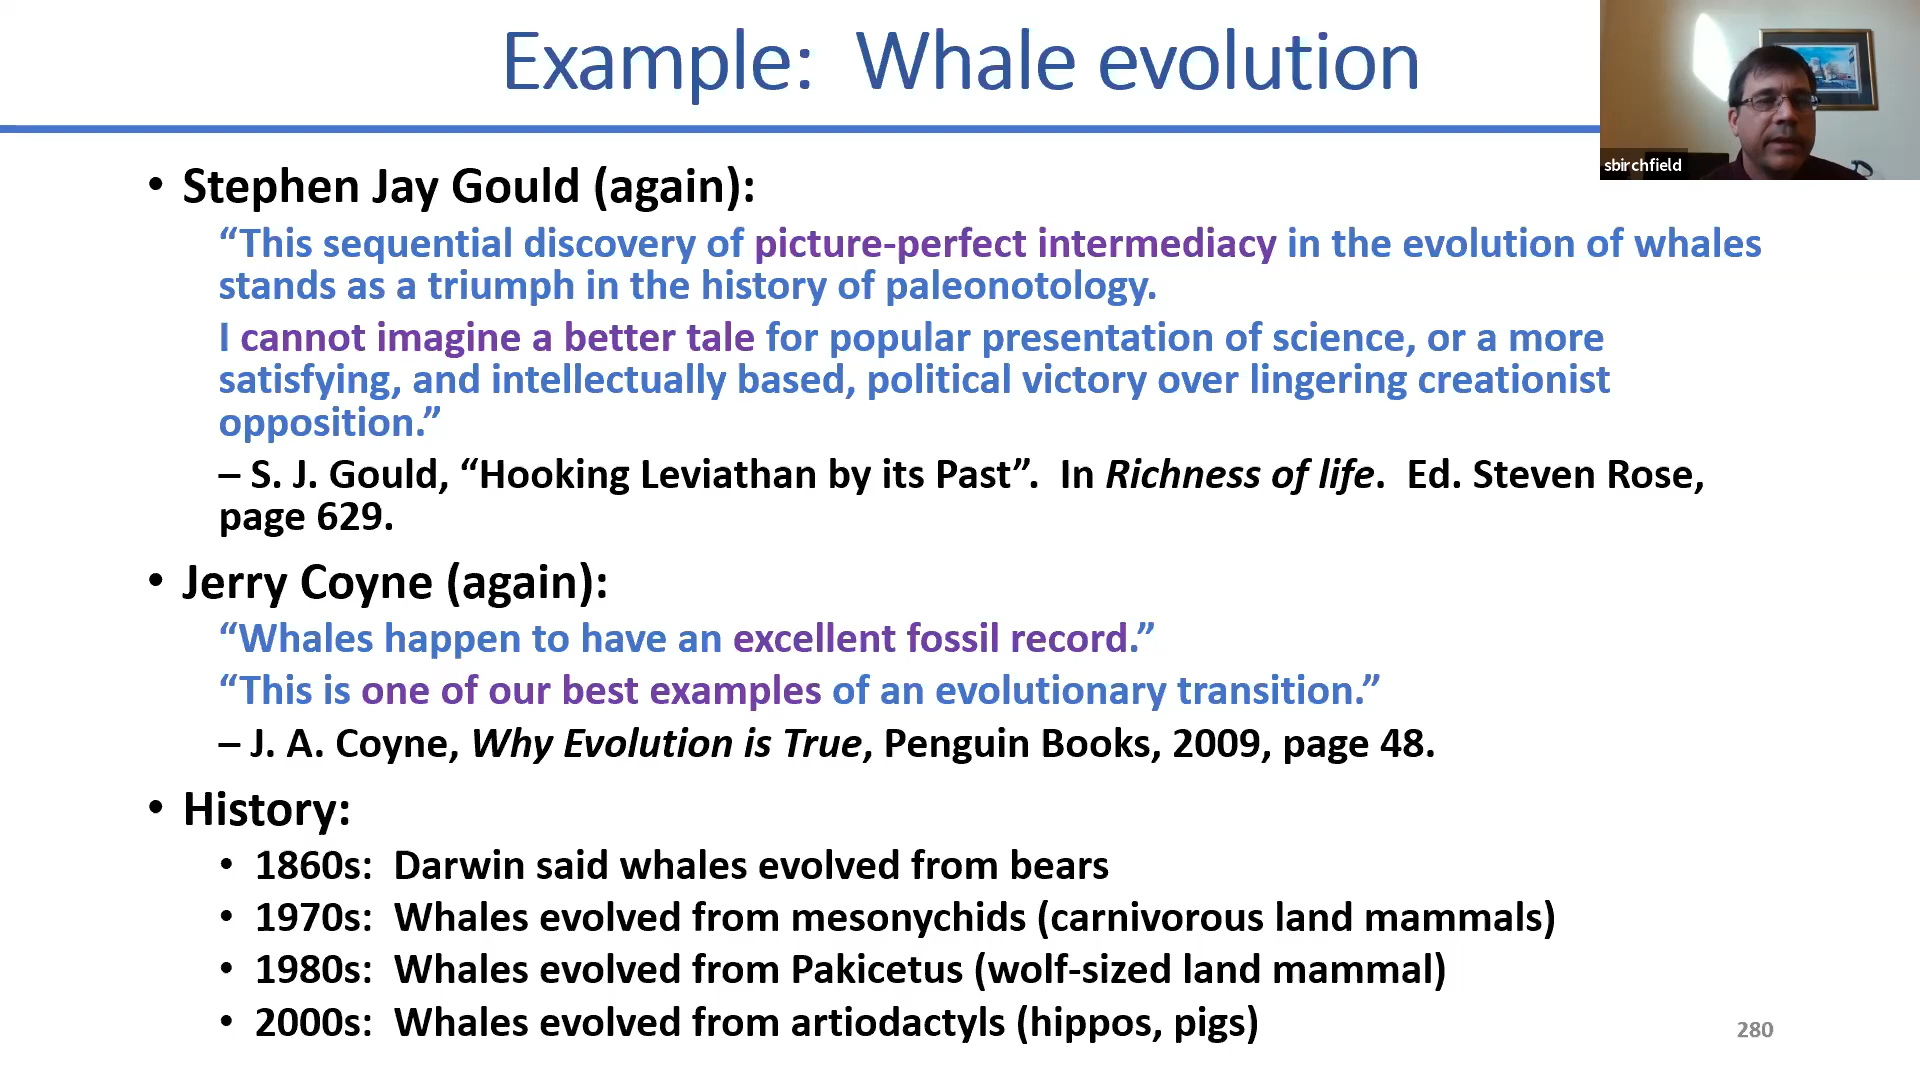 Example:  Whale evolution
sbirchfield
• Stephen Jay Gould (again):
“This sequential discovery of picture-perfect intermediacy in the evolution of whales
stands as a triumph in the history of paleonotology.
I cannot imagine a better tale for popular presentation of science, or a more
satisfying, and intellectually based, political victory over lingering creationist
opposition.”
– S. J. Gould, “Hooking Leviathan by its Past”.  In Richness of life.  Ed. Steven Rose,
page 629.
• Jerry Coyne (again):
“Whales happen to have an excellent fossil record.”
“This is one of our best examples of an evolutionary transition.”
– J. A. Coyne, Why Evolution is True, Penguin Books, 2009, page 48.
• History:
• 1860s:  Darwin said whales evolved from bears
• 1970s:  Whales evolved from mesonychids (carnivorous land mammals)
• 1980s:  Whales evolved from Pakicetus (wolf-sized land mammal)
• 2000s:  Whales evolved from artiodactyls (hippos, pigs)
280